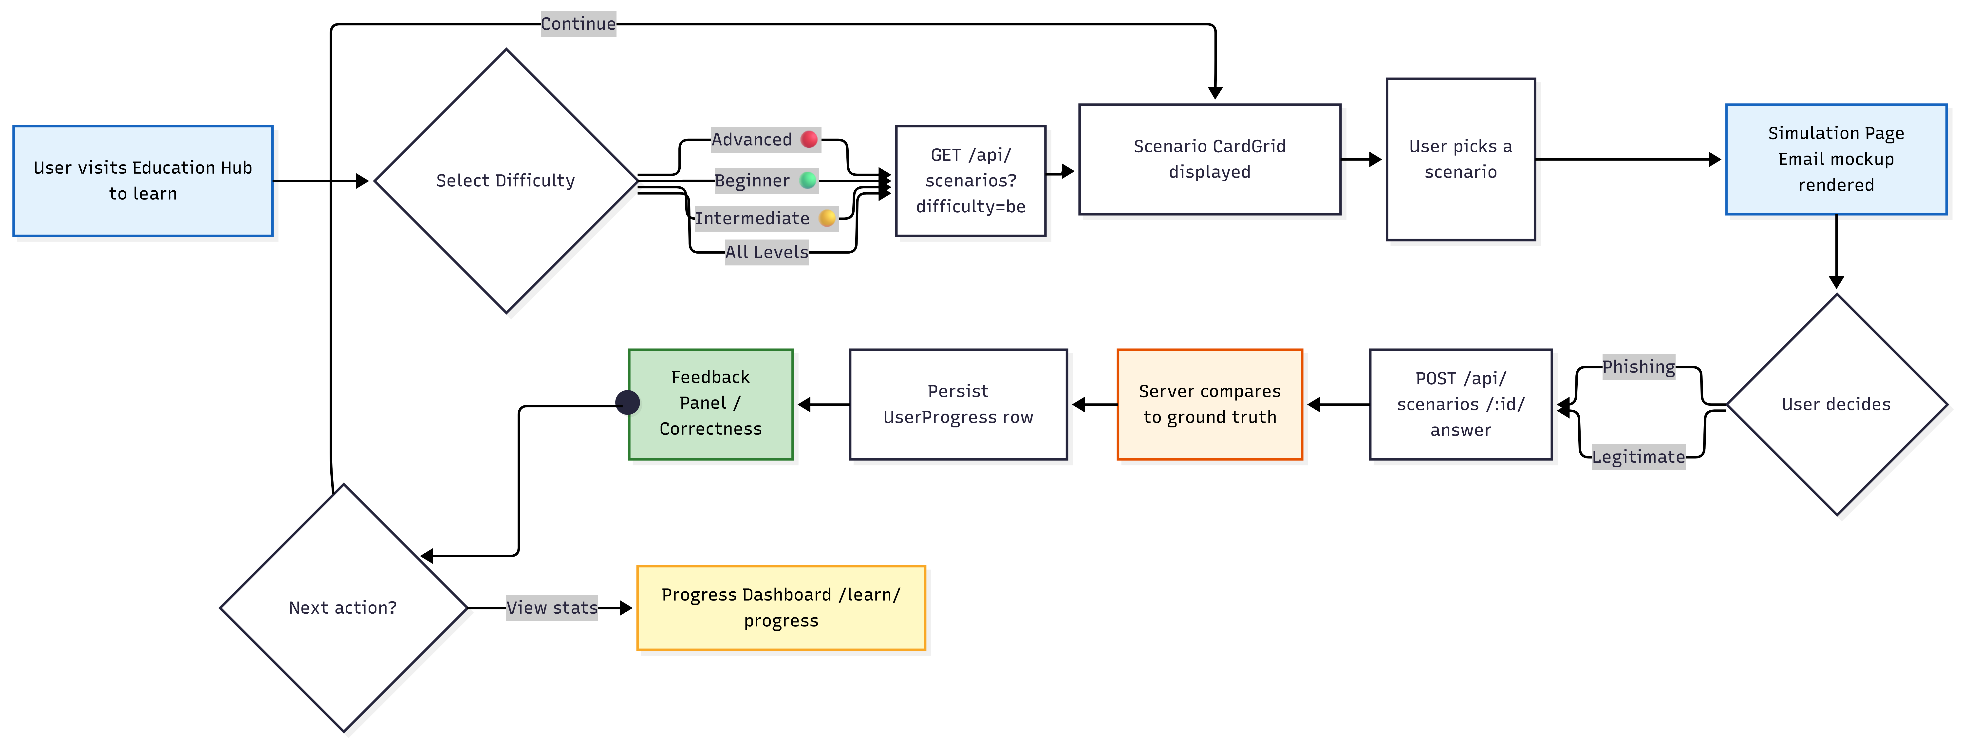 Continue
User visits Education Hub
to learn
Select Difficulty
Advanced 🔴
Beginner 🟢
Intermediate 🟡
All Levels
GET /api/
scenarios?
difficulty=be
Scenario CardGrid
displayed
User picks a
scenario
Simulation Page
Email mockup
rendered
User decides
Phishing
Legitimate
POST /api/
scenarios /:id/
answer
Server compares
to ground truth
Persist
UserProgress row
Feedback
Panel /
Correctness
Next action?
View stats
Progress Dashboard /learn/
progress